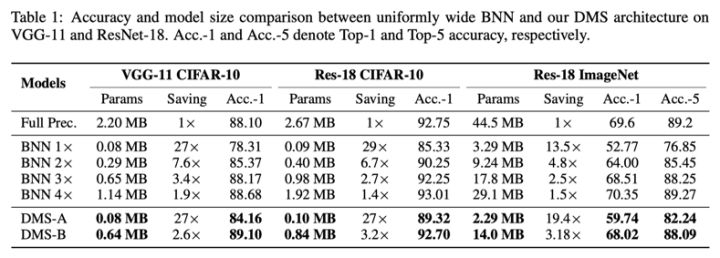 Table 1: Accuracy and model size comparison between uniformly wide BNN and our DMS architecture on
VGG-11 and ResNet-18. Acc.-1 and Acc.-5 denote Top-1 and Top-5 accuracy, respectively.
Models VGG-11 CIFAR-10 Res-18 CIFAR-10 Res-18 ImageNet
Params Saving Acc.-1 Params Saving Acc.-1 Params Saving Acc.-1 Acc.-5
Full Prec. 2.20 MB 1× 88.10 2.67 MB 1× 92.75 44.5 MB 1× 69.6 89.2
BNN 1× 0.08 MB 27× 78.31 0.09 MB 29× 85.33 3.29 MB 13.5× 52.77 76.85
BNN 2× 0.29 MB 7.6× 85.37 0.40 MB 6.7× 90.25 9.24 MB 4.8× 64.00 85.45
BNN 3× 0.65 MB 3.4× 88.17 0.98 MB 2.7× 92.25 17.8 MB 2.5× 68.51 88.25
BNN 4× 1.14 MB 1.9× 88.68 1.92 MB 1.4× 93.01 29.1 MB 1.5× 70.35 89.27
DMS-A 0.08 MB 27× 84.16 0.10 MB 27× 89.32 2.29 MB 19.4× 59.74 82.24
DMS-B 0.64 MB 2.6× 89.10 0.84 MB 3.2× 92.70 14.0 MB 3.18× 68.02 88.09